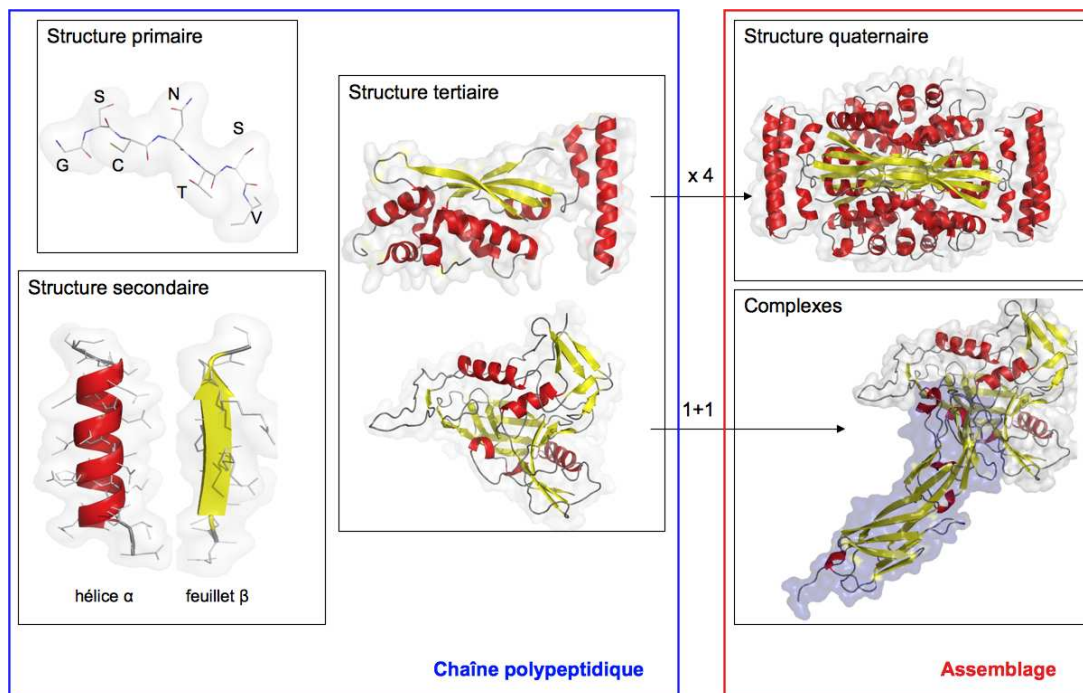 Structure primaire
S
N
S
G
C
T
V
Structure secondaire
hélice α
feuillet β
Structure tertiaire
x 4
1+1
Chaîne polypeptidique
Structure quaternaire
Complexes
Assemblage